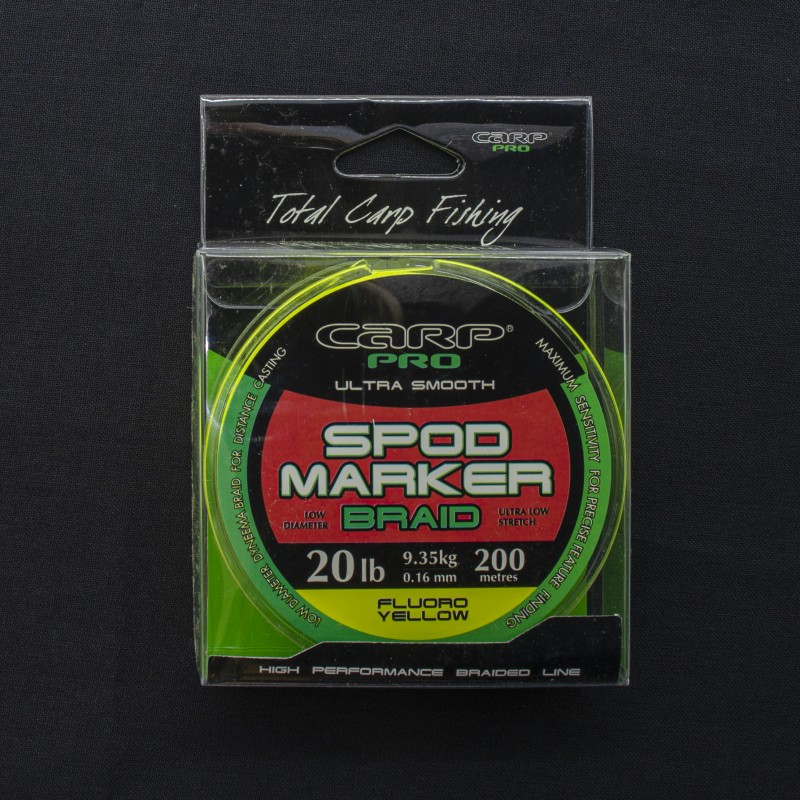 CARP®
PRO
Total Carp Fishing
CARP®
PRO
ULTRA SMOOTH
LOW DIAMETER DYNEEMA BRAID FOR DISTANCE CASTING
MAXIMUM SENSITIVITY FOR PRECISE FEATURE FINDING
SPOD
MARKER
LOW
DIAMETER
BRAID
ULTRA LOW
STRETCH
20lb
9.35kg
0.16 mm
200
metres
FLUORO
YELLOW
HIGH PERFORMANCE BRAIDED LINE